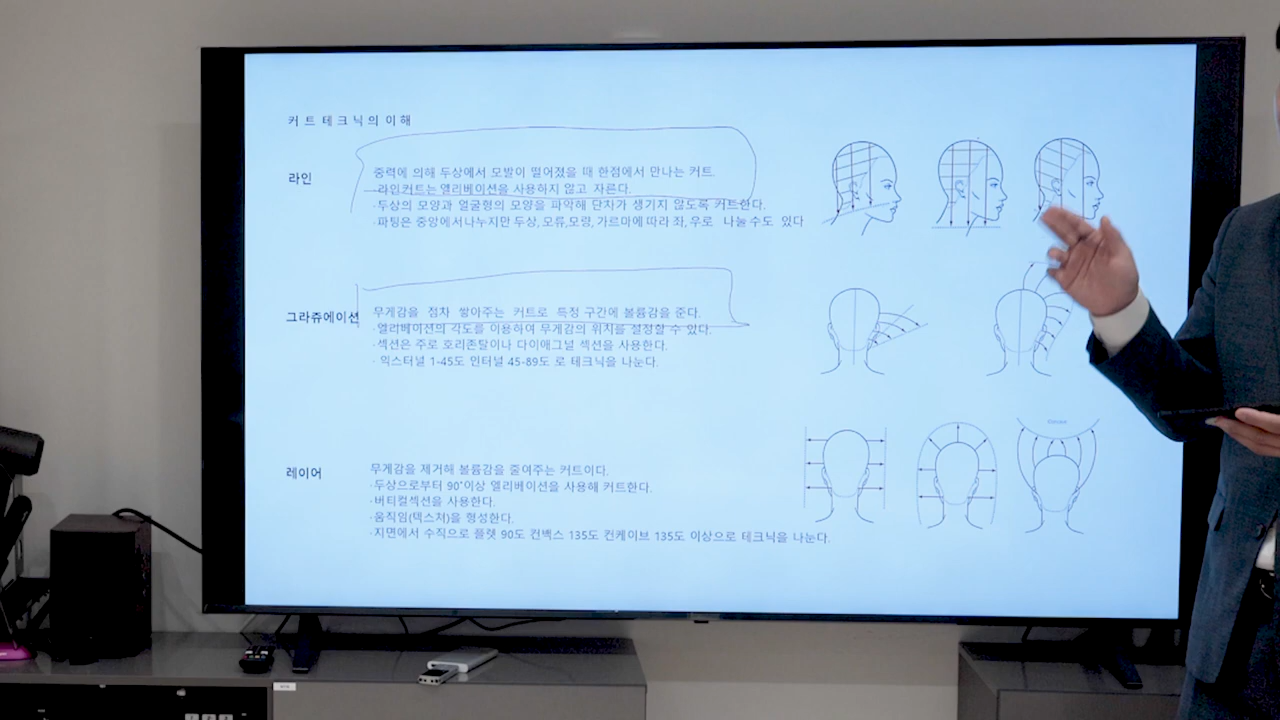 커트 테크닉의 이해
라인
중력에 의해 두상에서 모발이 떨어졌을 때 한점에서 만나는 커트.
-라인커트는 엘리베이션을 사용하지 않고 자른다.
·두상의 모양과 얼굴형의 모양을 파악해 단차가 생기지 않도록 커트한다.
·파팅은 중앙에서나누지만 두상,모류,모량,가르마에 따라 좌,우로 나눌 수도 있다
그라쥬에이션
무게감을 점차 쌓아주는 커트로 특정 구간에 볼륨감을 준다.
·엘리베이션의 각도를 이용하여 무게감의 위치를 설정할 수 있다.
·섹션은 주로 호리존탈이나 다이애그널 섹션을 사용한다.
· 익스터널 1-45도 인터널 45-89도 로 테크닉을 나눈다.
레이어
무게감을 제거해 볼륨감을 줄여주는 커트이다.
·두상으로부터 90°이상 엘리베이션을 사용해 커트한다.
·버티컬섹션을 사용한다.
·움직임(텍스쳐)을 형성한다.
·지면에서 수직으로 플랫 90도 컨벡스 135도 컨케이브 135도 이상으로 테크닉을 나눈다.